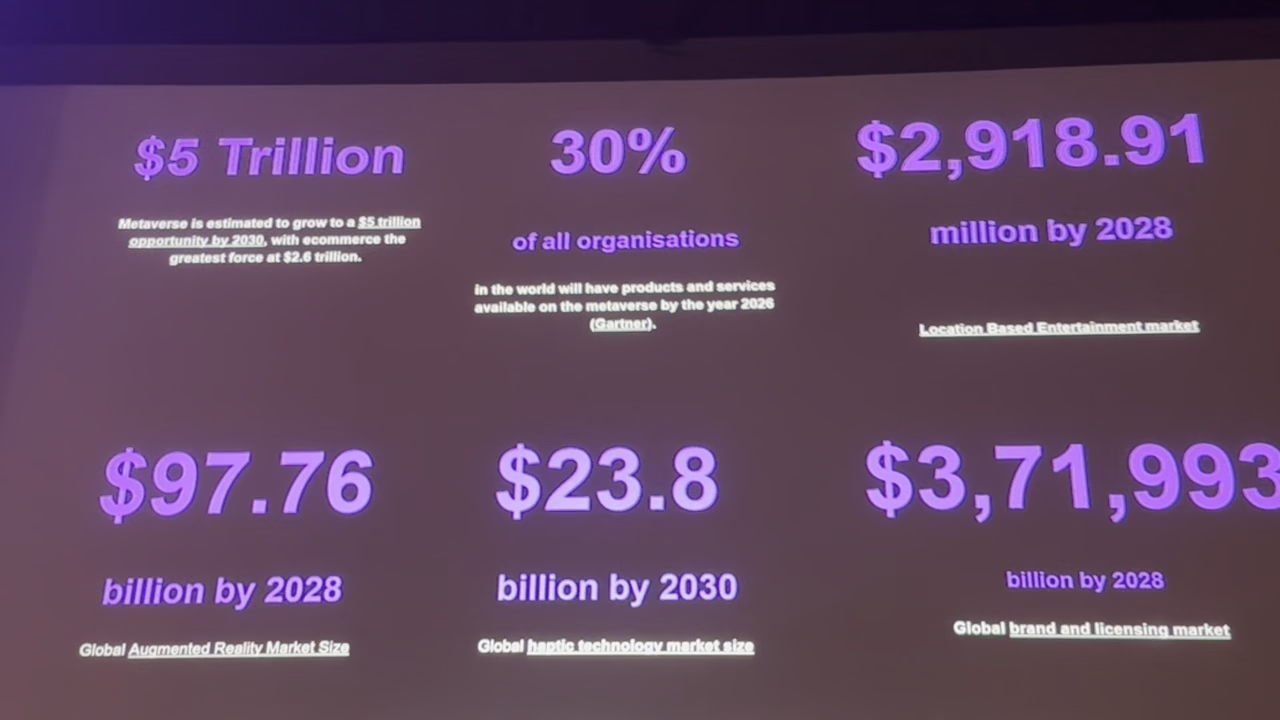 $5 Trillion
Metaverse is estimated to grow to a $5 trillion
opportunity by 2030, with ecommerce the
greatest force at $2.6 trillion.
30%
of all organisations
in the world will have products and services
available on the metaverse by the year 2026
(Gartner).
$2,918.91
million by 2028
Location Based Entertainment market
$97.76
billion by 2028
Global Augmented Reality Market Size
$23.8
billion by 2030
Global haptic technology market size
$3,71,993
billion by 2028
Global brand and licensing market